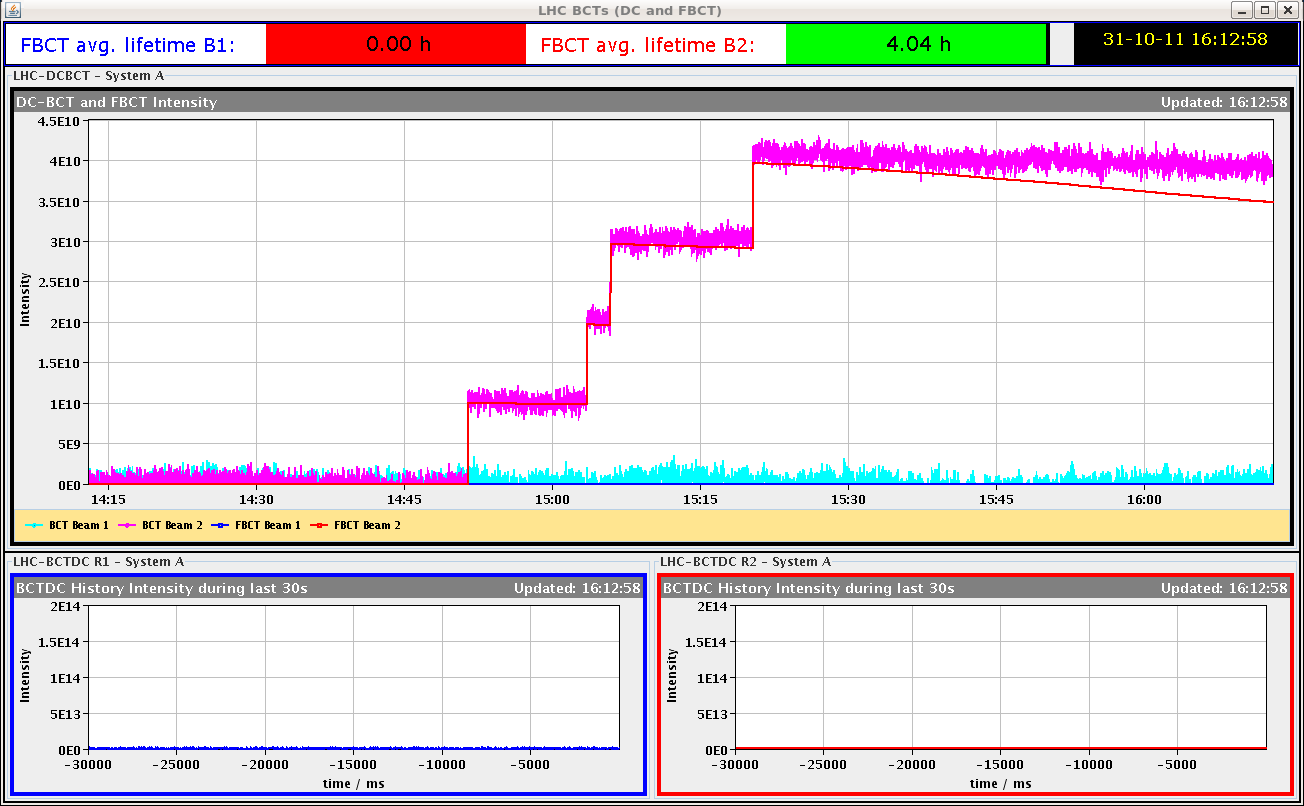 LHC BCTs (DC and FBCT)
FBCT avg. lifetime B1: 0.00 h FBCT avg. lifetime B2: 4.04 h 31-10-11 16:12:58
LHC-DCBCT - System A
DC-BCT and FBCT Intensity Updated: 16:12:58
4.5E10
4E10
3.5E10
3E10
2.5E10
2E10
1.5E10
1E10
5E9
0E0
Intensity
14:15 14:30 14:45 15:00 15:15 15:30 15:45 16:00
BCT Beam 1 BCT Beam 2 FBCT Beam 1 FBCT Beam 2
LHC-BCTDC R1 - System A
BCTDC History Intensity during last 30s Updated: 16:12:58
2E14
1.5E14
1E14
5E13
0E0
Intensity
-30000 -25000 -20000 -15000 -10000 -5000
time / ms
LHC-BCTDC R2 - System A
BCTDC History Intensity during last 30s Updated: 16:12:58
2E14
1.5E14
1E14
5E13
0E0
Intensity
-30000 -25000 -20000 -15000 -10000 -5000
time / ms